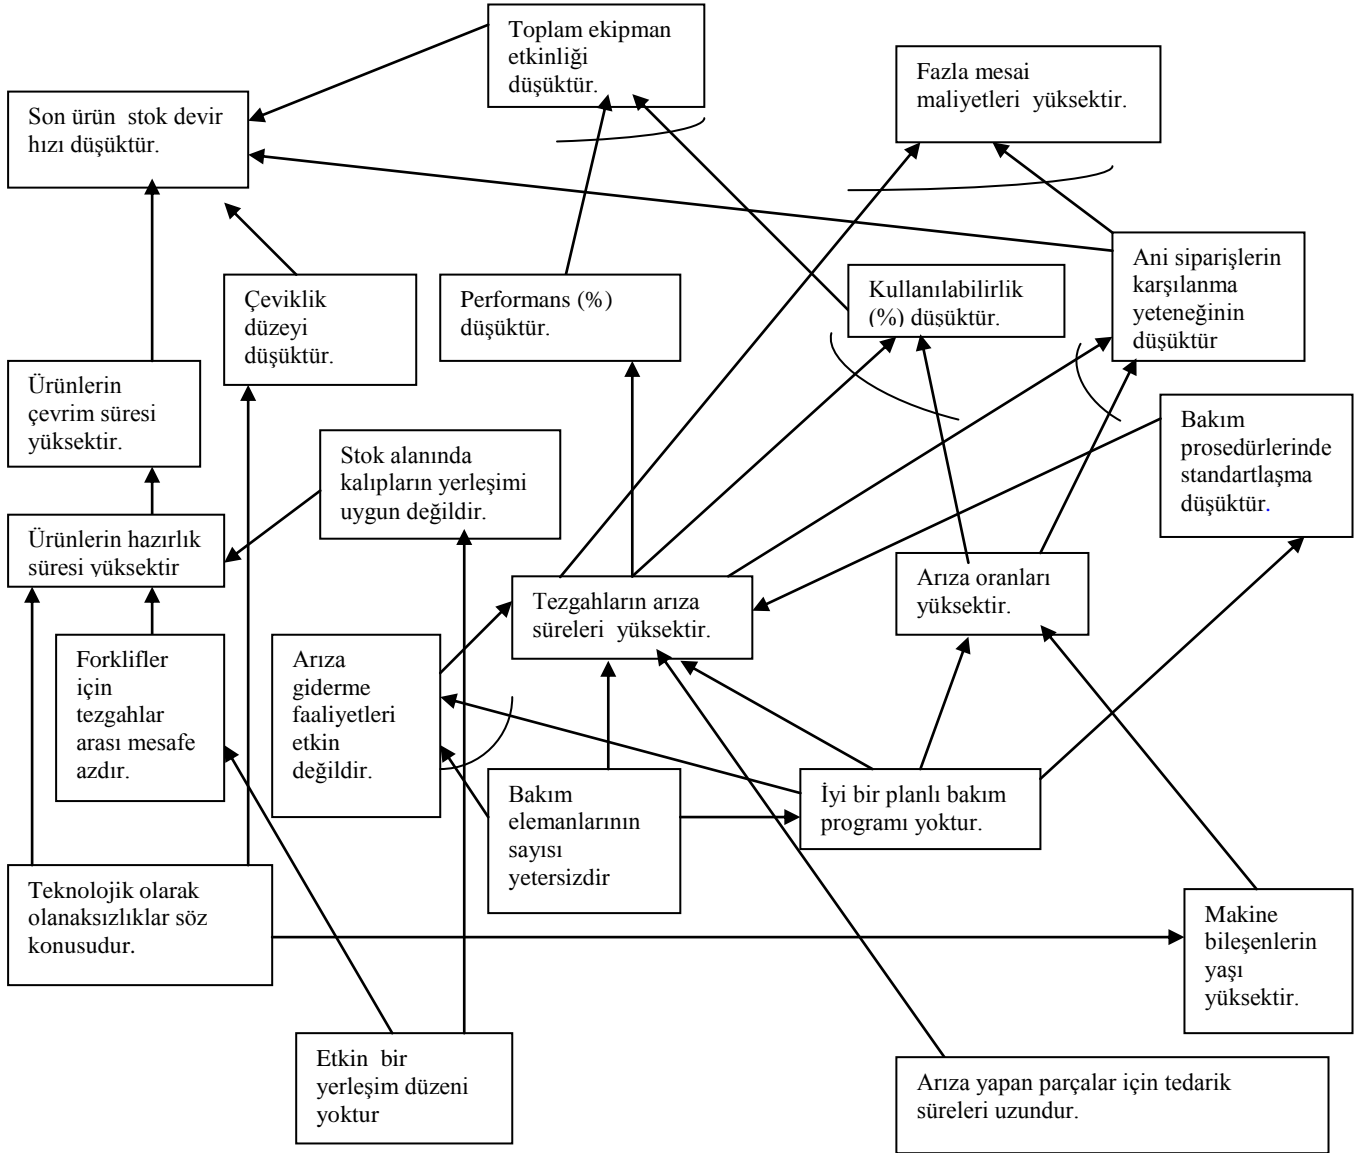 Toplam ekipman
etkinliği
düşüktür.
Fazla mesai
maliyetleri yüksektir.
Son ürün stok devir
hızı düşüktür.
Ani siparişlerin
karşılanma
yeteneğinin
düşüktür
Çeviklik
düzeyi
düşüktür.
Performans (%)
düşüktür.
Kullanılabilirlik
(%) düşüktür.
Ürünlerin
çevrim süresi
yüksektir.
Stok alanında
kalıpların yerleşimi
uygun değildir.
Bakım
prosedürlerinde
standartlaşma
düşüktür.
Ürünlerin hazırlık
süresi yüksektir
Tezgahların arıza
süreleri yüksektir.
Arıza oranları
yüksektir.
Forklifler
için
tezgahlar
arası mesafe
azdır.
Arıza
giderme
faaliyetleri
etkin
değildir.
Bakım
elemanlarının
sayısı
yetersizdir
İyi bir planlı bakım
programı yoktur.
Teknolojik olarak
olanaksızlıklar söz
konusudur.
Makine
bileşenlerin
yaşı
yüksektir.
Etkin bir
yerleşim düzeni
yoktur
Arıza yapan parçalar için tedarik
süreleri uzundur.